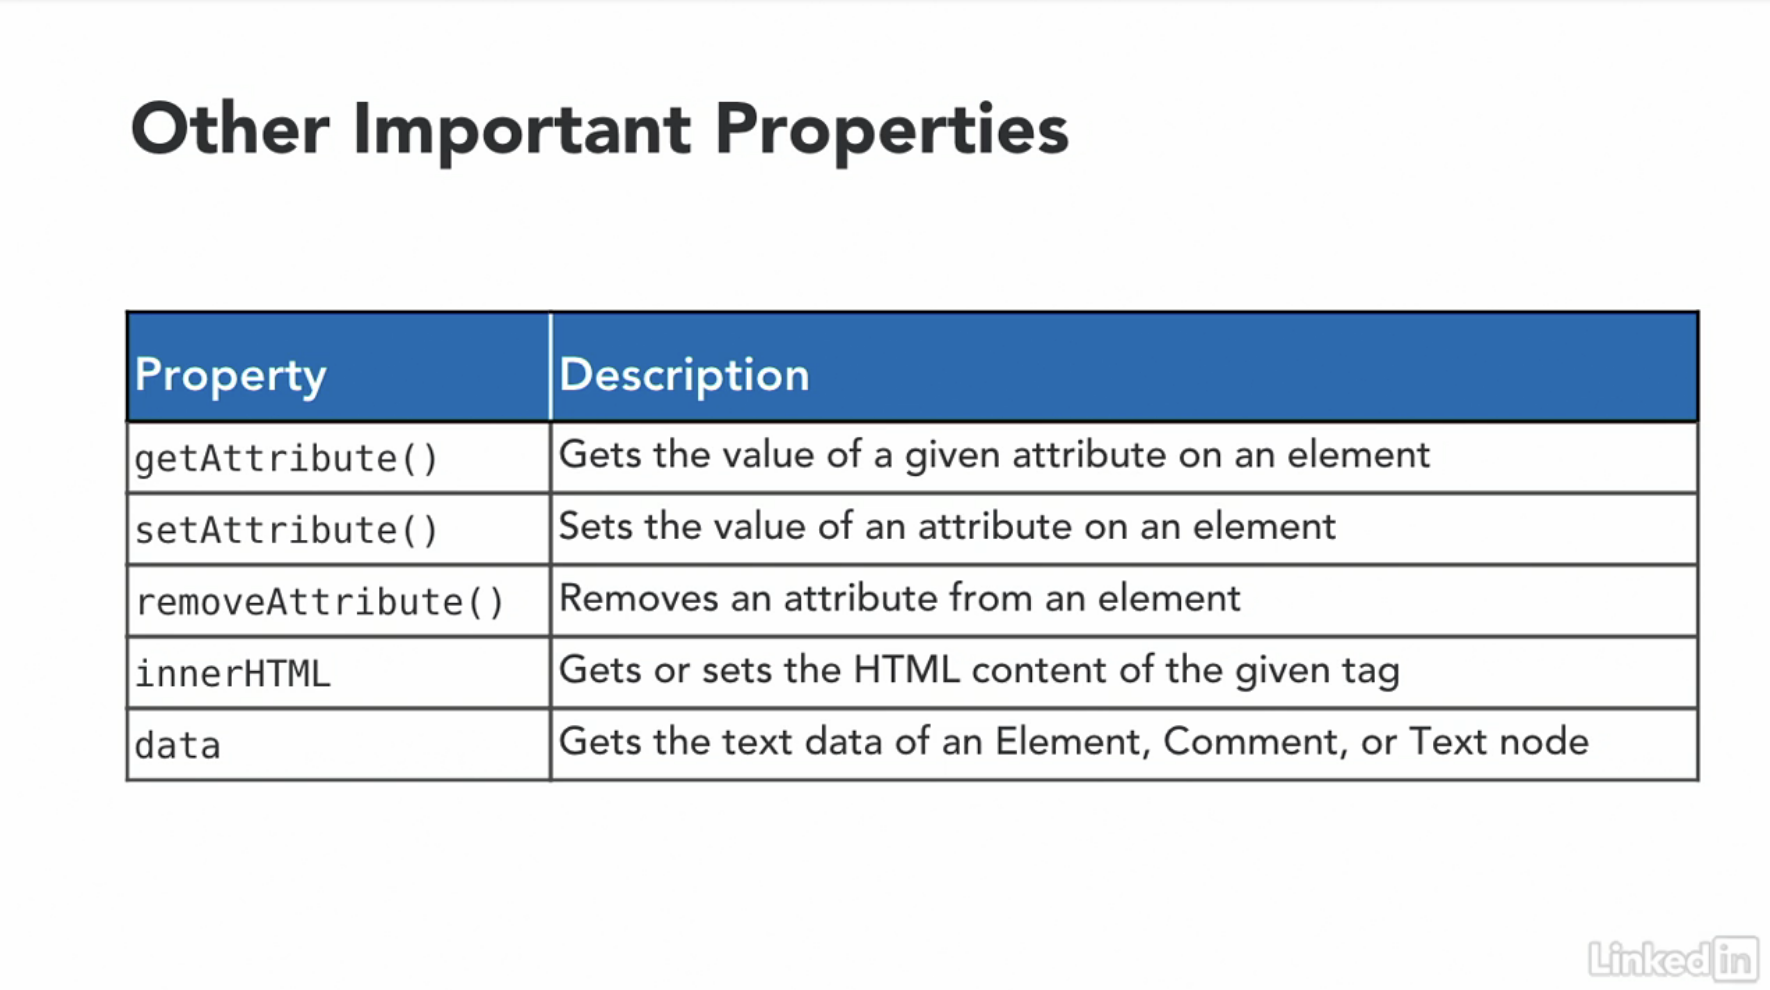 Other Important Properties
Property Description
getAttribute() Gets the value of a given attribute on an element
setAttribute() Sets the value of an attribute on an element
removeAttribute() Removes an attribute from an element
innerHTML Gets or sets the HTML content of the given tag
data Gets the text data of an Element, Comment, or Text node
Linkedin